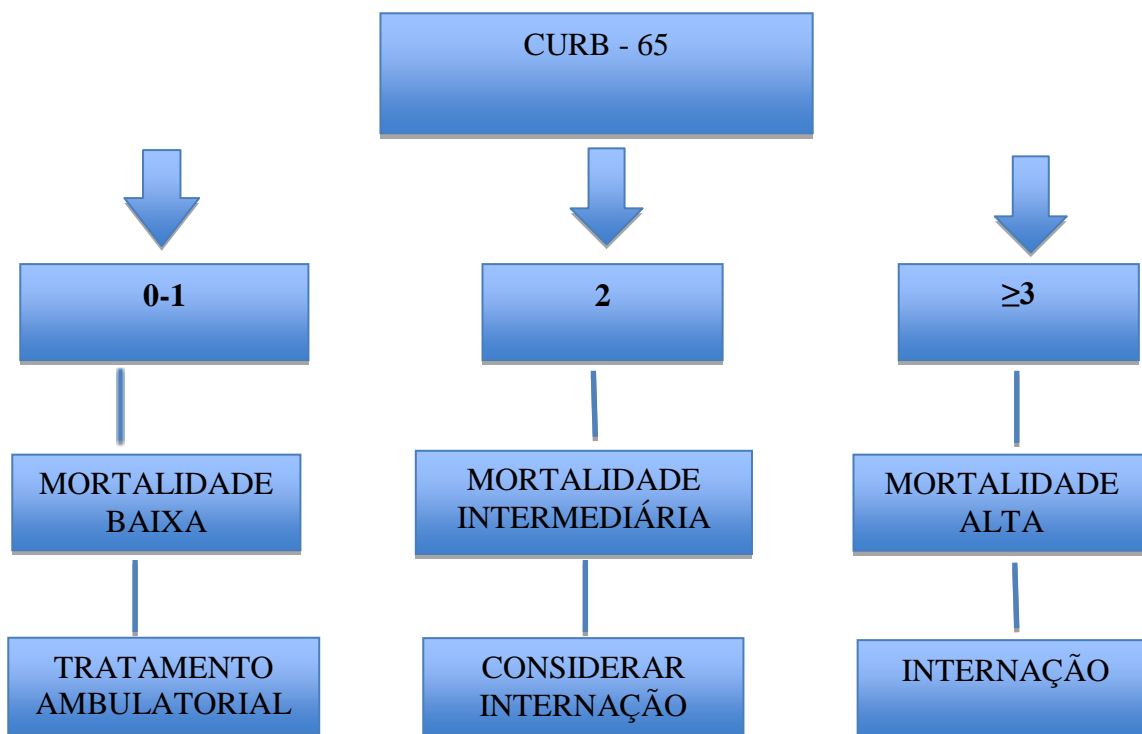 CURB - 65
0-1
2
≥3
MORTALIDADE
BAIXA
MORTALIDADE
INTERMEDIÁRIA
MORTALIDADE
ALTA
TRATAMENTO
AMBULATORIAL
CONSIDERAR
INTERNAÇÃO
INTERNAÇÃO